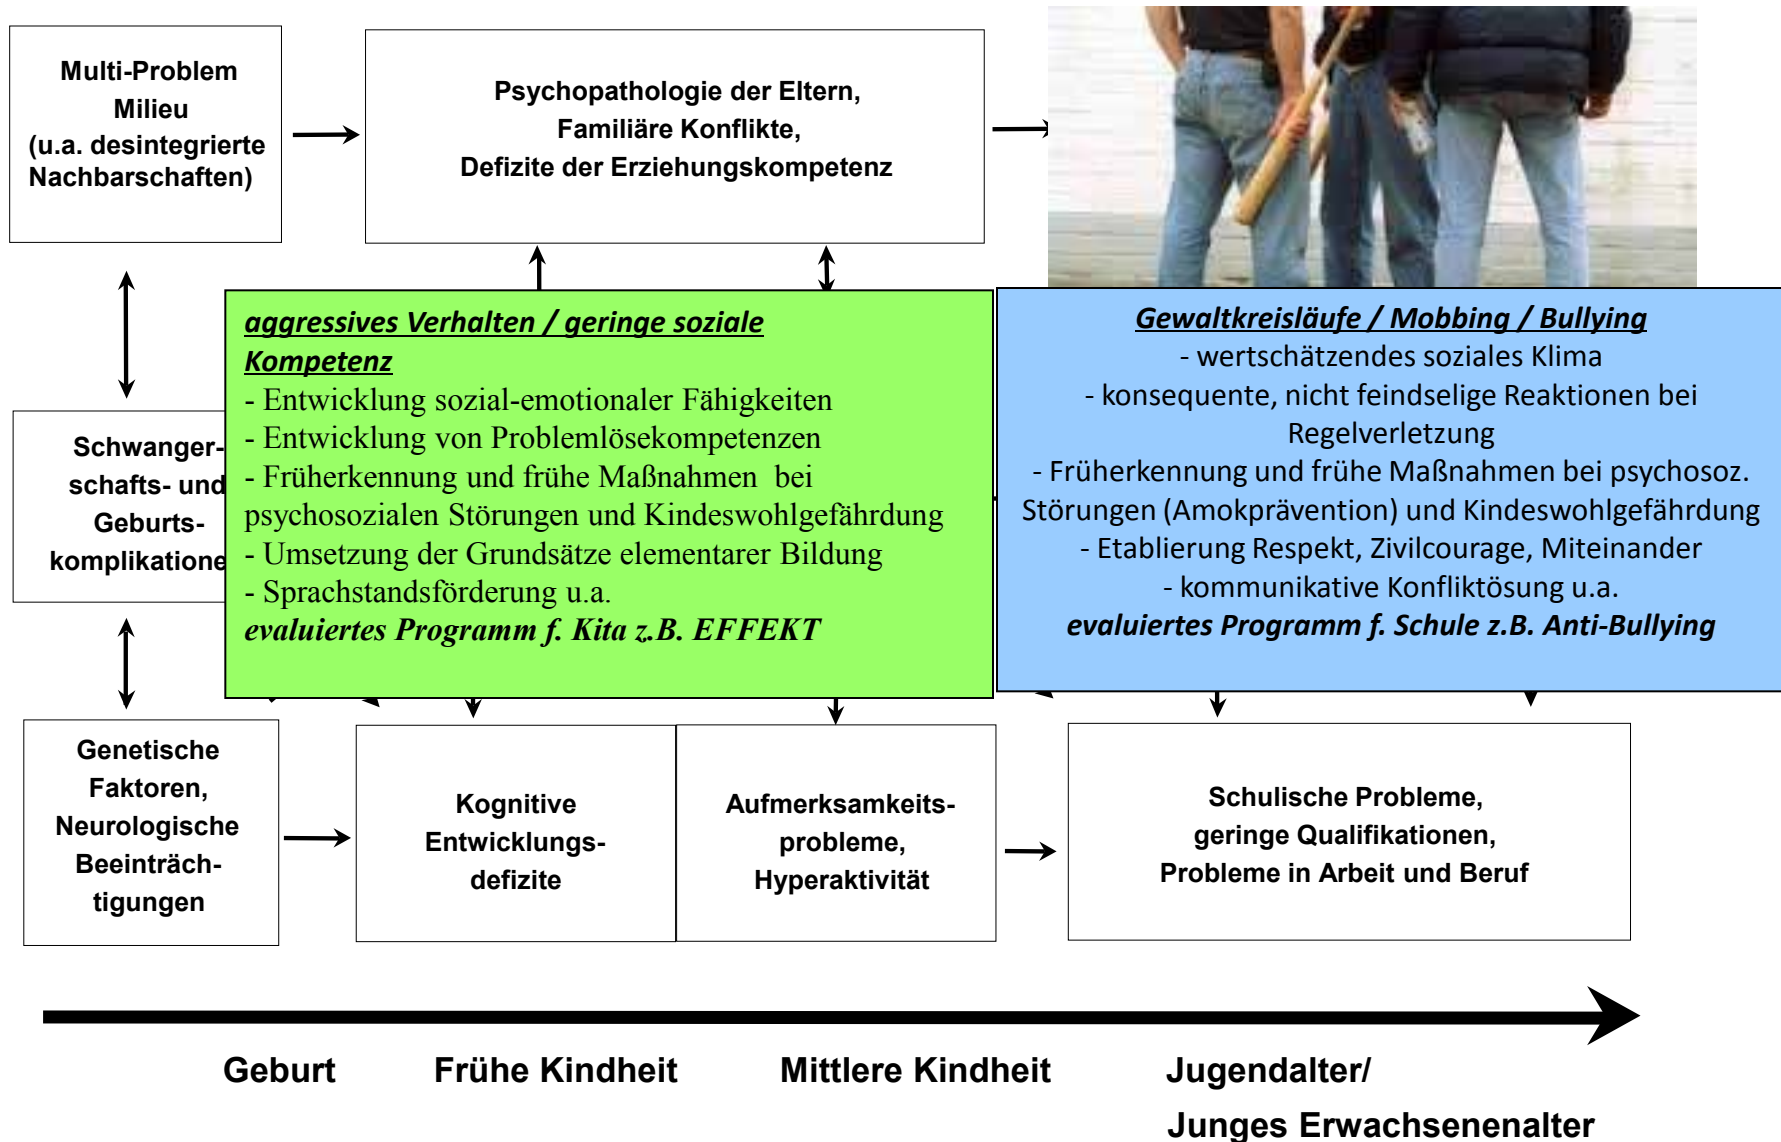 Multi-Problem
Milieu
(u.a. desintegrierte
Nachbarschaften)
Psychopathologie der Eltern,
Familiäre Konflikte,
Defizite der Erziehungskompetenz
aggressives Verhalten / geringe soziale
Kompetenz
- Entwicklung sozial-emotionaler Fähigkeiten
- Entwicklung von Problemlösekompetenzen
- Früherkennung und frühe Maßnahmen bei
psychosozialen Störungen und Kindeswohlgefährdung
- Umsetzung der Grundsätze elementarer Bildung
- Sprachstandsförderung u.a.
evaluiertes Programm f. Kita z.B. EFFEKT
Gewaltkreisläufe / Mobbing / Bullying
- wertschätzendes soziales Klima
- konsequente, nicht feindselige Reaktionen bei
Regelverletzung
- Früherkennung und frühe Maßnahmen bei psychosoz.
Störungen (Amokprävention) und Kindeswohlgefährdung
- Etablierung Respekt, Zivilcourage, Miteinander
- kommunikative Konfliktösung u.a.
evaluiertes Programm f. Schule z.B. Anti-Bullying
Schwanger-
schafts- und
Geburts-
komplikatione
Genetische
Faktoren,
Neurologische
Beeinträch-
tigungen
Kognitive
Entwicklungs-
defizite
Aufmerksamkeits-
probleme,
Hyperaktivität
Schulische Probleme,
geringe Qualifikationen,
Probleme in Arbeit und Beruf
Geburt Frühe Kindheit Mittlere Kindheit Jugendalter/
Junges Erwachsenenalter